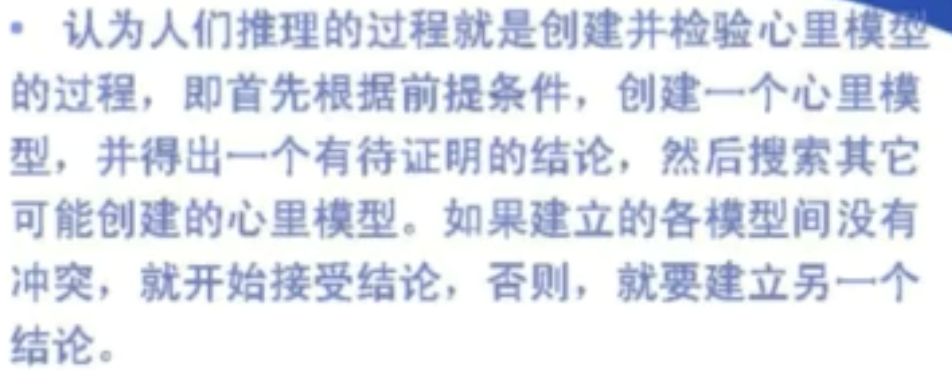 • 认为人们推理的过程就是创建并检验心里模型
的过程，即首先根据前提条件，创建一个心里模
型，并得出一个有待证明的结论，然后搜索其它
可能创建的心里模型。如果建立的各模型间没有
冲突，就开始接受结论，否则，就要建立另一个
结论。